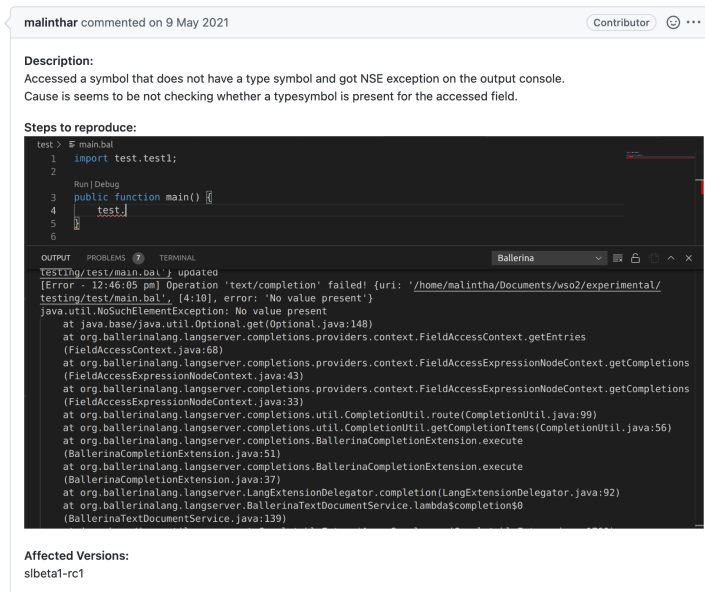 malinthar commented on 9 May 2021 Contributor
Description:
Accessed a symbol that does not have a type symbol and got NSE exception on the output console.
Cause is seems to be not checking whether a typesymbol is present for the accessed field.
Steps to reproduce:
test > main.bal
1 import test.test1;
2
Run | Debug
3 public function main() {
4 test.
5 }
6
OUTPUT PROBLEMS 7 TERMINAL Ballerina
testing/test/main.bal'} updated
[Error - 12:46:05 pm] Operation 'text/completion' failed! {uri: '/home/malintha/Documents/wso2/experimental/
testing/test/main.bal', [4:10], error: 'No value present'}
java.util.NoSuchElementException: No value present
at java.base/java.util.Optional.get(Optional.java:148)
at org.ballerinalang.langserver.completions.providers.context.FieldAccessContext.getEntries
(FieldAccessContext.java:68)
at org.ballerinalang.langserver.completions.providers.context.FieldAccessExpressionNodeContext.getCompletions
(FieldAccessExpressionNodeContext.java:43)
at org.ballerinalang.langserver.completions.providers.context.FieldAccessExpressionNodeContext.getCompletions
(FieldAccessExpressionNodeContext.java:33)
at org.ballerinalang.langserver.completions.util.CompletionUtil.route(CompletionUtil.java:99)
at org.ballerinalang.langserver.completions.util.CompletionUtil.getCompletionItems(CompletionUtil.java:56)
at org.ballerinalang.langserver.completions.BallerinaCompletionExtension.execute
(BallerinaCompletionExtension.java:51)
at org.ballerinalang.langserver.completions.BallerinaCompletionExtension.execute
(BallerinaCompletionExtension.java:37)
at org.ballerinalang.langserver.LangExtensionDelegator.completion(LangExtensionDelegator.java:92)
at org.ballerinalang.langserver.BallerinaTextDocumentService.lambda$completion$0
(BallerinaTextDocumentService.java:139)
Affected Versions:
slbeta1-rc1